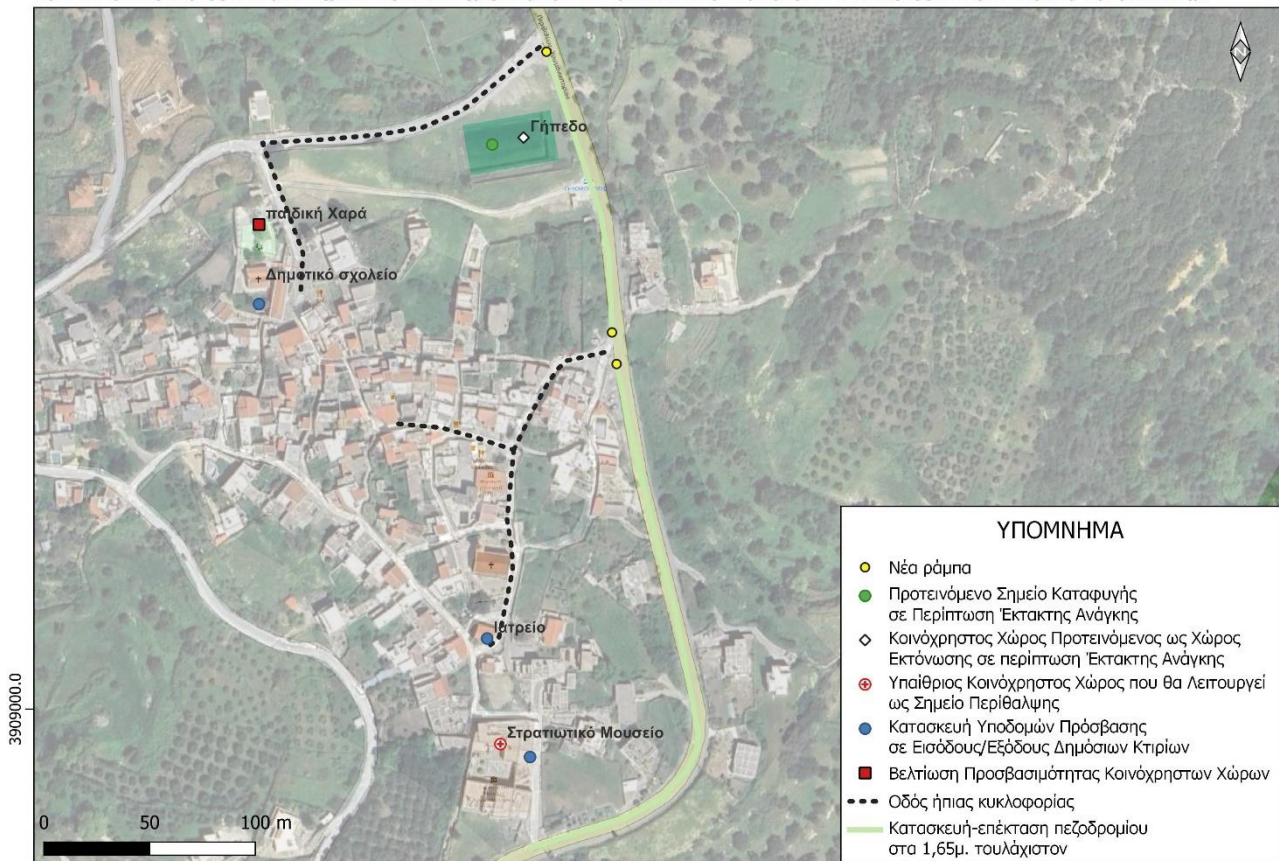 Γήπεδο
παιδική Χαρά
Δημοτικό σχολείο
Ιατρείο
Στρατιωτικό Μουσείο
3909000.0
0 50 100 m
N
ΥΠΟΜΝΗΜΑ
Νέα ράμπα
Προτεινόμενο Σημείο Καταφυγής
σε Περίπτωση Έκτακτης Ανάγκης
Κοινόχρηστος Χώρος Προτεινόμενος ως Χώρος
Εκτόνωσης σε περίπτωση Έκτακτης Ανάγκης
Υπαίθριος Κοινόχρηστος Χώρος που θα Λειτουργεί
ως Σημείο Περίθαλψης
Κατασκευή Υποδομών Πρόσβασης
σε Εισόδους/Εξόδους Δημόσιων Κτιρίων
Βελτίωση Προσβασιμότητας Κοινόχρηστων Χώρων
Οδός ήπιας κυκλοφορίας
Κατασκευή-επέκταση πεζοδρομίου
στα 1,65μ. τουλάχιστον